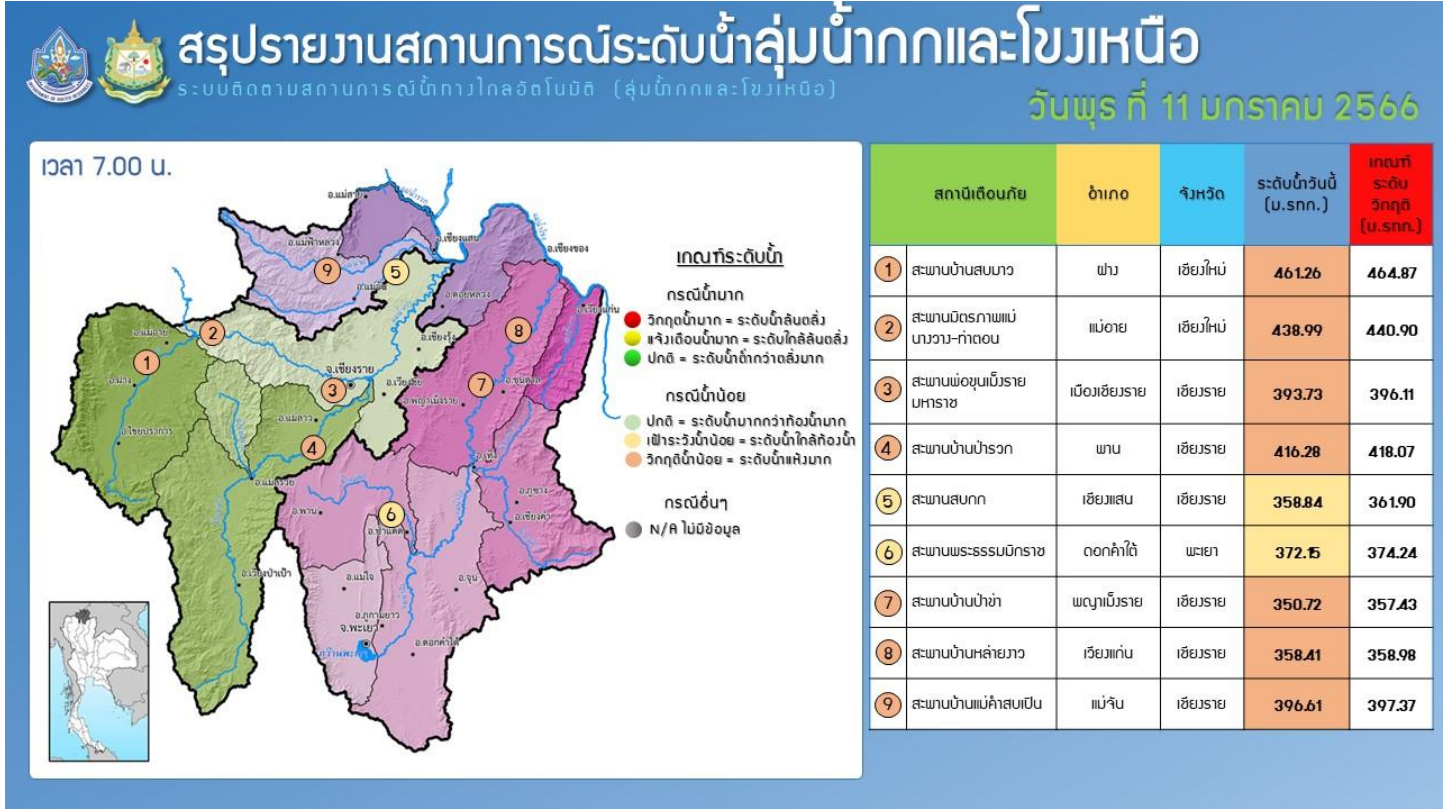 สรุปรายงานสถานการณ์ระดับน้ำลุ่มน้ำกกและโขงเหนือ
ระบบติดตามสถานการณ์น้ำทางไกลอัตโนมัติ (ลุ่มน้ำกกและโขงเหนือ)
วันพุธ ที่ 11 มกราคม 2566
เวลา 7.00 น.
อ.แม่สาย
อ.แม่ฟ้าหลวง
อ.เชียงแสน
อ.เชียงของ
9
5
อ.แม่จัน
อ.ดอยหลวง
อ.เวียงแก่น
อ.แม่อาย
2
อ.เชียงรุ้ง
8
1
จ.เชียงราย
อ.ฝาง
3
อ.เวียงชัย
7
อ.ขุนตาล
อ.พญาเม็งราย
อ.แม่ลาว
อ.ไชยปราการ
4
อ.เทิง
อ.แม่สรวย
อ.ภูซาง
อ.พาน
6
อ.เชียงคำ
อ.ป่าแดด
อ.เวียงป่าเป้า
อ.แม่ใจ
อ.จุน
อ.ภูกามยาว
จ.พะเยา
อ.ดอกคำใต้
กว๊านพะเยา
เกณฑ์ระดับน้ำ
กรณีน้ำมาก
วิกฤตน้ำมาก = ระดับน้ำล้นตลิ่ง
แจ้งเตือนน้ำมาก = ระดับใกล้ล้นตลิ่ง
ปกติ = ระดับน้ำต่ำกว่าตลิ่งมาก
กรณีน้ำน้อย
ปกติ = ระดับน้ำมากกว่าท้องน้ำมาก
เฝ้าระวังน้ำน้อย = ระดับน้ำใกล้ท้องน้ำ
วิกฤติน้ำน้อย = ระดับน้ำแห้งมาก
กรณีอื่นๆ
N/A ไม่มีข้อมูล
สถานีเตือนภัย อำเภอ จังหวัด ระดับน้ำวันนี้ (ม.รทก.) เกณฑ์ระดับวิกฤติ (ม.รทก.)
1 สะพานบ้านสบมาว ฝาง เชียงใหม่ 461.26 464.87
2 สะพานมิตรภาพแม่นางวาง-ท่าตอน แม่อาย เชียงใหม่ 438.99 440.90
3 สะพานพ่อขุนเม็งรายมหาราช เมืองเชียงราย เชียงราย 393.73 396.11
4 สะพานบ้านป่ารวก พาน เชียงราย 416.28 418.07
5 สะพานสบกก เชียงแสน เชียงราย 358.84 361.90
6 สะพานพระธรรมมิกราช ดอกคำใต้ พะเยา 372.15 374.24
7 สะพานบ้านป่าข่า พญาเม็งราย เชียงราย 350.72 357.43
8 สะพานบ้านหล่ายงาว เวียงแก่น เชียงราย 358.41 358.98
9 สะพานบ้านแม่คำสบเปิน แม่จัน เชียงราย 396.61 397.37